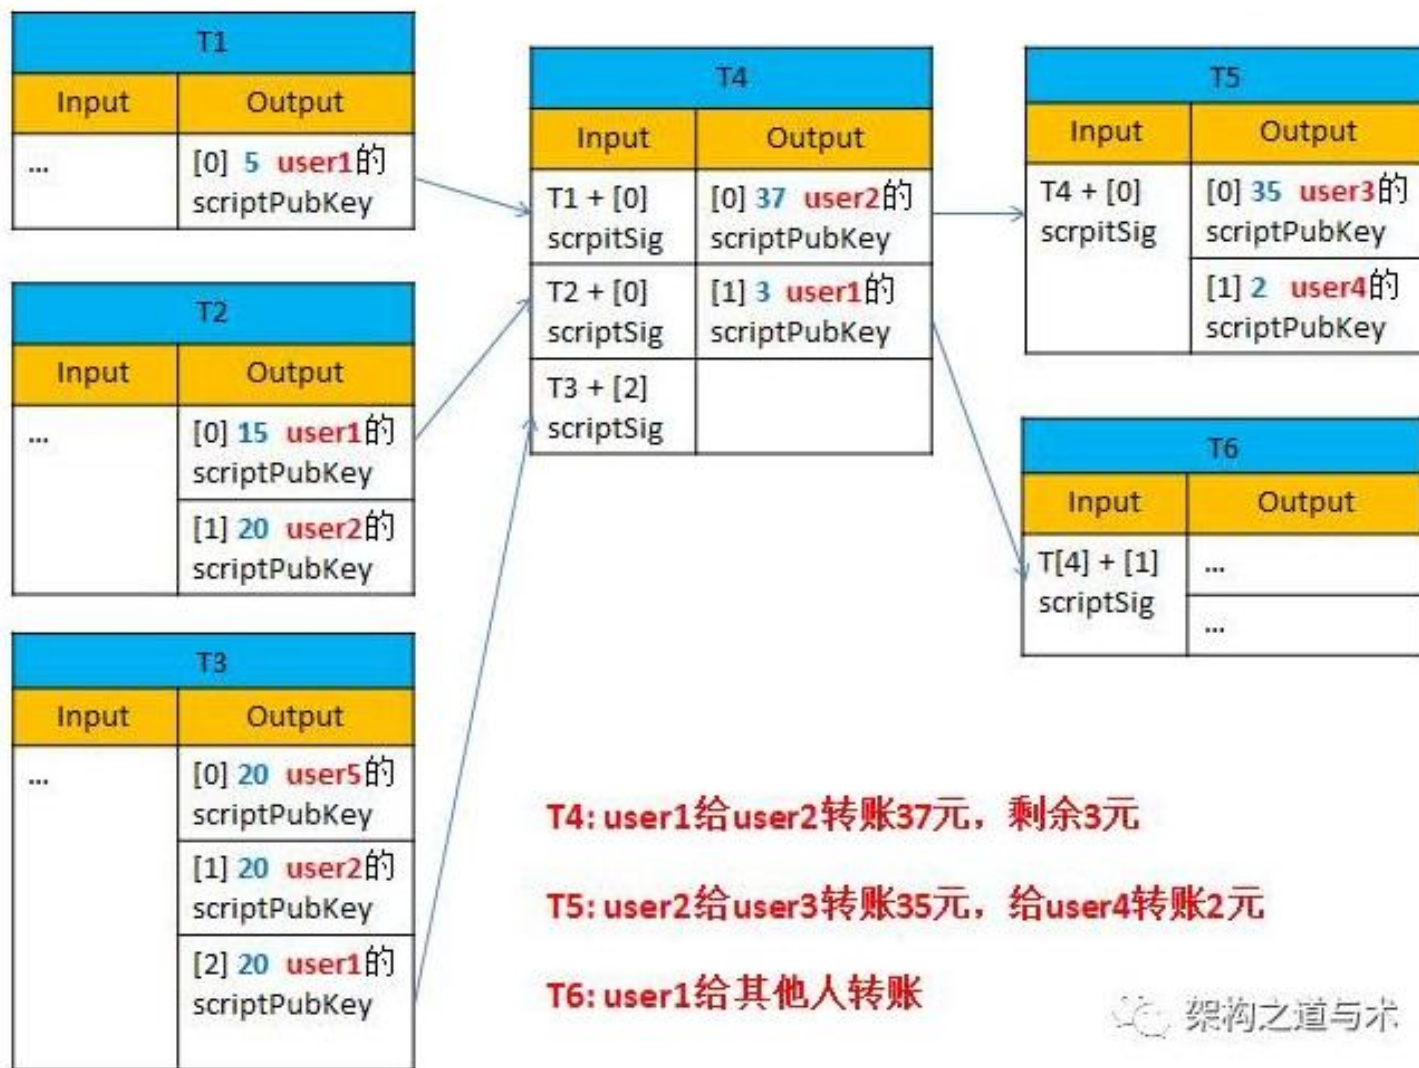 T1
Input Output
... [0] 5 user1的
scriptPubKey
T2
Input Output
... [0] 15 user1的
scriptPubKey
[1] 20 user2的
scriptPubKey
T3
Input Output
... [0] 20 user5的
scriptPubKey
[1] 20 user2的
scriptPubKey
[2] 20 user1的
scriptPubKey
T4
Input Output
T1 + [0] [0] 37 user2的
scrpitSig scriptPubKey
T2 + [0] [1] 3 user1的
scriptSig scriptPubKey
T3 + [2]
scriptSig
T5
Input Output
T4 + [0] [0] 35 user3的
scrpitSig scriptPubKey
[1] 2 user4的
scriptPubKey
T6
Input Output
T[4] + [1] ...
scriptSig ...
T4: user1给user2转账37元，剩余3元
T5: user2给user3转账35元，给user4转账2元
T6: user1给其他人转账
架构之道与术